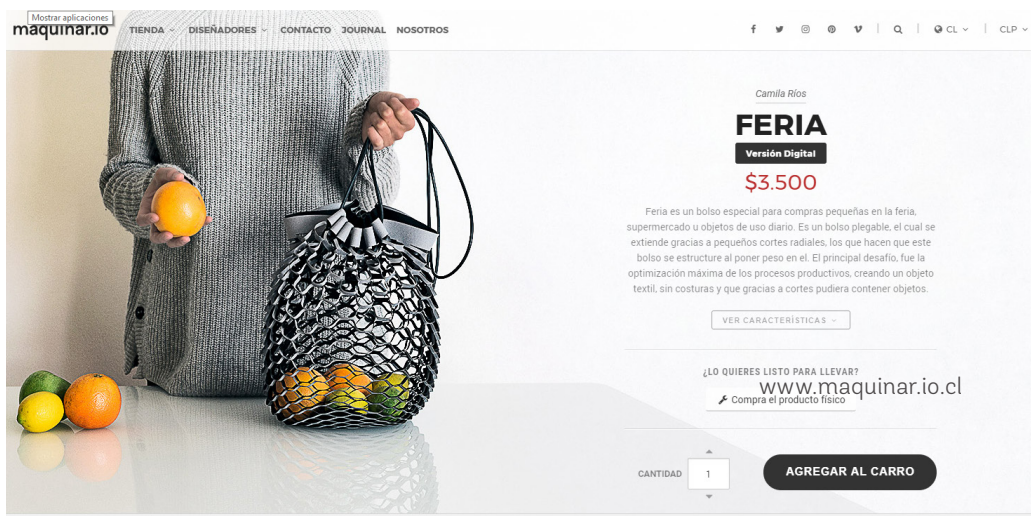 Mostrar aplicaciones
maquinar.io TIENDA DISEÑADORES CONTACTO JOURNAL NOSOTROS CL CLP
Camila Ríos
FERIA
Versión Digital
$3.500
Feria es un bolso especial para compras pequeñas en la feria,
supermercado u objetos de uso diario. Es un bolso plegable, el cual se
extiende gracias a pequeños cortes radiales, los que hacen que este
bolso se estructure al poner peso en el. El principal desafío, fue la
optimización máxima de los procesos productivos, creando un objeto
textil, sin costuras y que gracias a cortes pudiera contener objetos.
VER CARACTERÍSTICAS
¿LO QUIERES LISTO PARA LLEVAR?
www.maquinar.io.cl
Compra el producto físico
CANTIDAD 1 AGREGAR AL CARRO